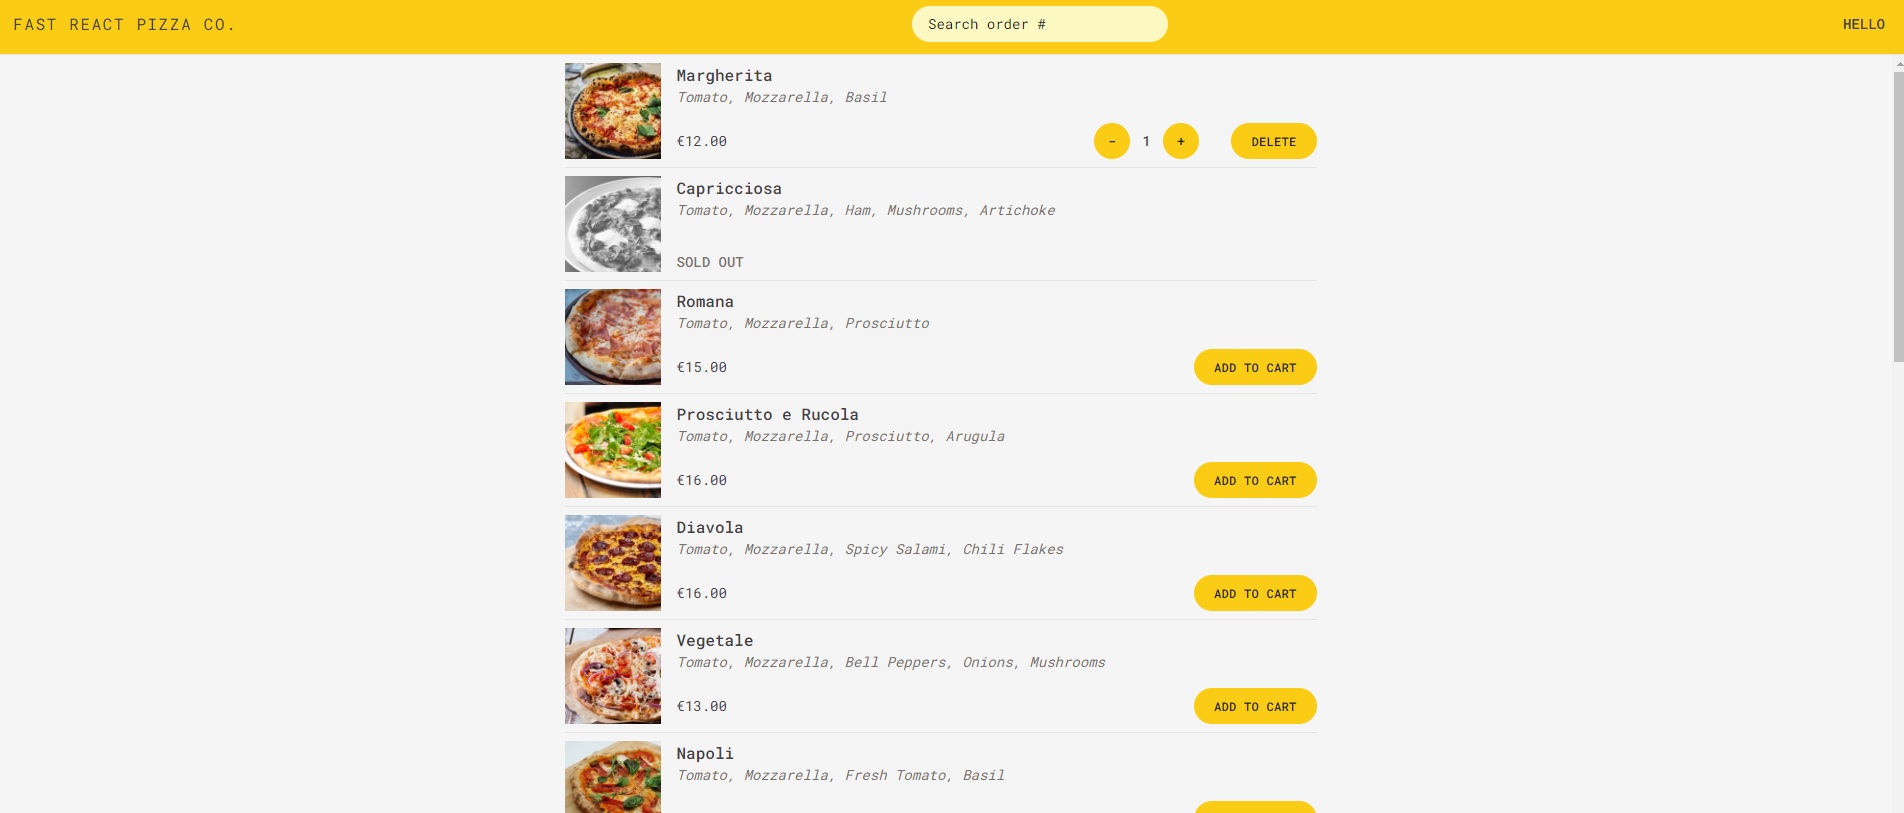 FAST REACT PIZZA CO.
Search order #
HELLO
Margherita
Tomato, Mozzarella, Basil
€12.00
- 1 + DELETE
Capricciosa
Tomato, Mozzarella, Ham, Mushrooms, Artichoke
SOLD OUT
Romana
Tomato, Mozzarella, Prosciutto
€15.00
ADD TO CART
Prosciutto e Rucola
Tomato, Mozzarella, Prosciutto, Arugula
€16.00
ADD TO CART
Diavola
Tomato, Mozzarella, Spicy Salami, Chili Flakes
€16.00
ADD TO CART
Vegetale
Tomato, Mozzarella, Bell Peppers, Onions, Mushrooms
€13.00
ADD TO CART
Napoli
Tomato, Mozzarella, Fresh Tomato, Basil